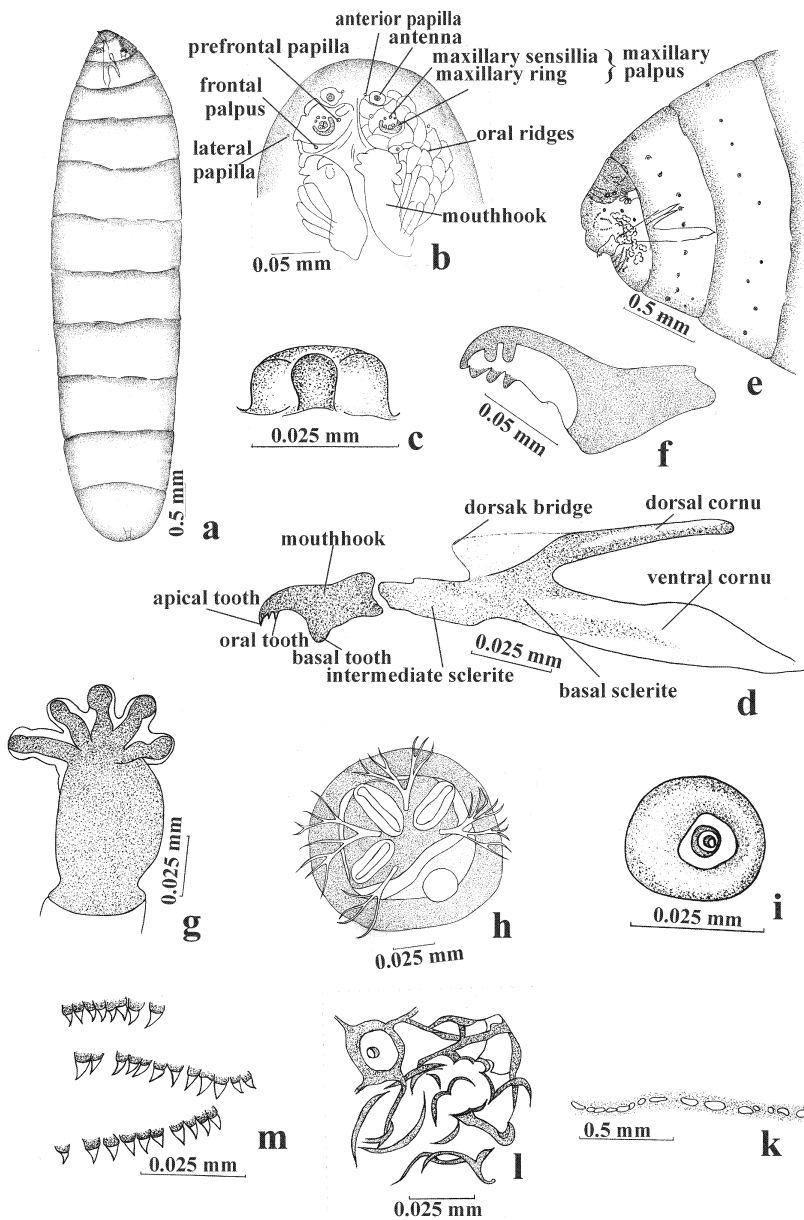 anterior papilla
antenna
prefrontal papilla
maxillary sensillia
maxillary ring
} maxillary
palpus
frontal
palpus
oral ridges
lateral
papilla
mouthhook
b
0.05 mm
0.5 mm
e
0.025 mm
c
0.05 mm
f
0.5 mm
a
dorsak bridge
dorsal cornu
mouthhook
ventral cornu
apical tooth
oral tooth
basal tooth
intermediate sclerite
0.025 mm
basal sclerite
d
0.025 mm
g
h
0.025 mm
i
0.025 mm
m
0.025 mm
l
0.025 mm
k
0.5 mm